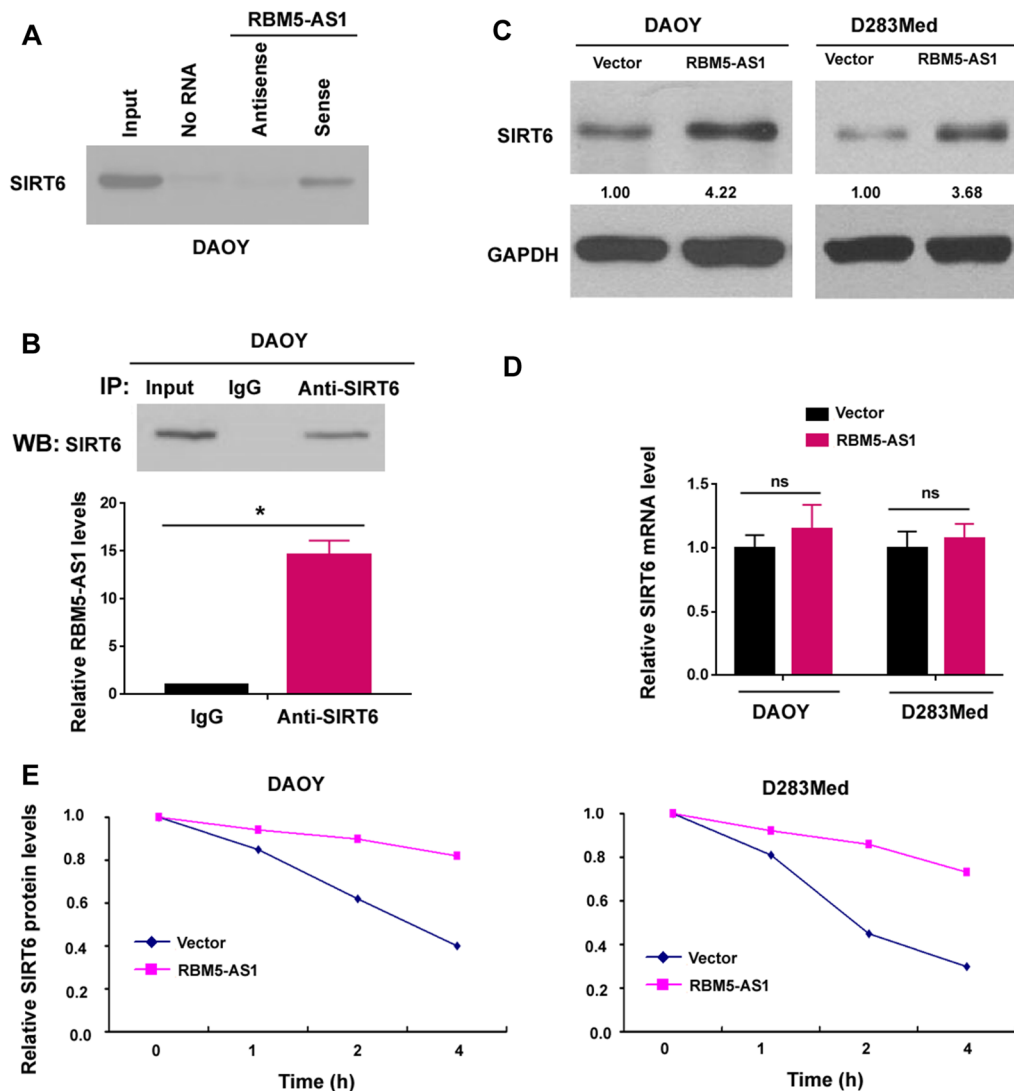 A
RBM5-AS1
Input
No RNA
Antisense
Sense
SIRT6
DAOY
B
DAOY
IP: Input IgG Anti-SIRT6
WB: SIRT6
Relative RBM5-AS1 levels
20
15
10
5
0
*
IgG Anti-SIRT6
C
DAOY D283Med
Vector RBM5-AS1 Vector RBM5-AS1
SIRT6
1.00 4.22 1.00 3.68
GAPDH
D
Vector
RBM5-AS1
Relative SIRT6 mRNA level
1.5
1.0
0.5
0.0
ns ns
DAOY D283Med
E
DAOY
Relative SIRT6 protein levels
1.0
0.8
0.6
0.4
0.2
0.0
Vector
RBM5-AS1
0 1 2 4
Time (h)
D283Med
1.0
0.8
0.6
0.4
0.2
0.0
Vector
RBM5-AS1
0 1 2 4
Time (h)